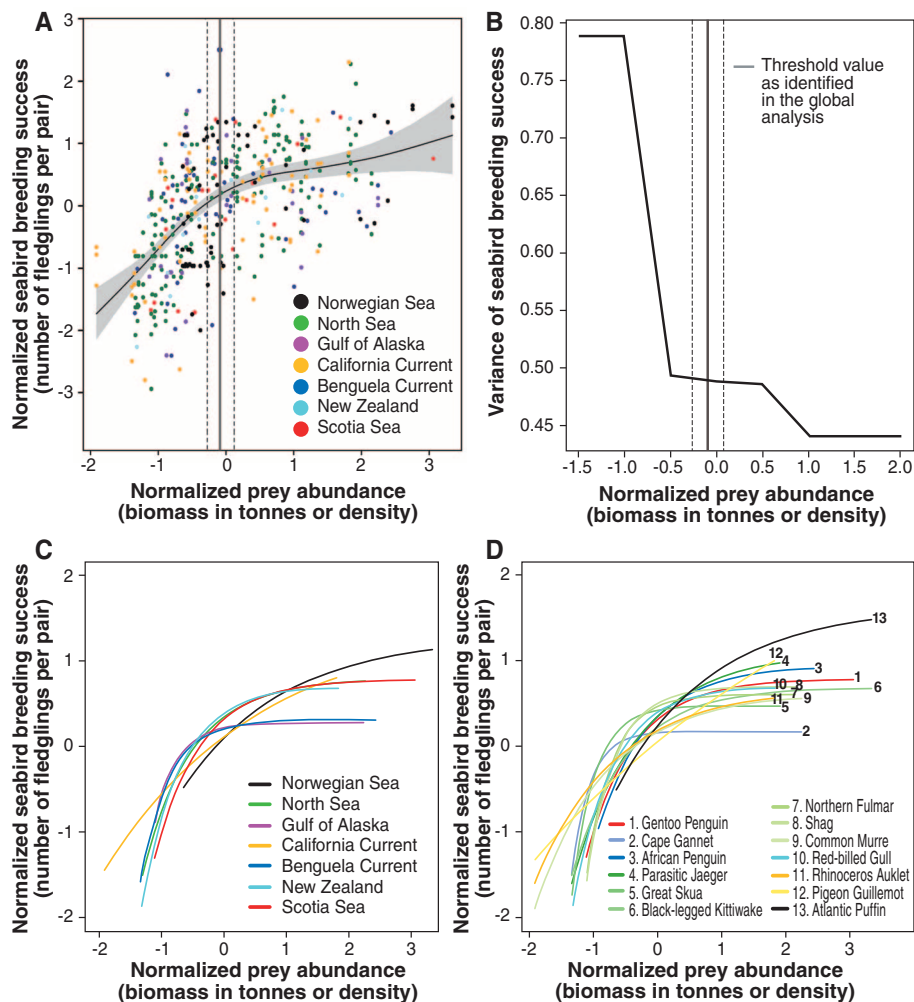 A
Normalized seabird breeding success
(number of fledglings per pair)
3
2
1
0
-1
-2
-3
Norwegian Sea
North Sea
Gulf of Alaska
California Current
Benguela Current
New Zealand
Scotia Sea
-2
-1
0
1
2
3
Normalized prey abundance
(biomass in tonnes or density)
B
Variance of seabird breeding success
0.80
0.75
0.70
0.65
0.60
0.55
0.50
0.45
Threshold value
as identified
in the global
analysis
-1.5
-1.0
-0.5
0.0
0.5
1.0
1.5
2.0
Normalized prey abundance
(biomass in tonnes or density)
C
Normalized seabird breeding success
(number of fledglings per pair)
2
1
0
-1
-2
Norwegian Sea
North Sea
Gulf of Alaska
California Current
Benguela Current
New Zealand
Scotia Sea
-2
-1
0
1
2
3
Normalized prey abundance
(biomass in tonnes or density)
D
Normalized seabird breeding success
(number of fledglings per pair)
2
1
0
-1
-2
13
12
4
3
1
10
8
7
6
11
9
5
2
1. Gentoo Penguin
2. Cape Gannet
3. African Penguin
4. Parasitic Jaeger
5. Great Skua
6. Black-legged Kittiwake
7. Northern Fulmar
8. Shag
9. Common Murre
10. Red-billed Gull
11. Rhinoceros Auklet
12. Pigeon Guillemot
13. Atlantic Puffin
-2
-1
0
1
2
3
Normalized prey abundance
(biomass in tonnes or density)